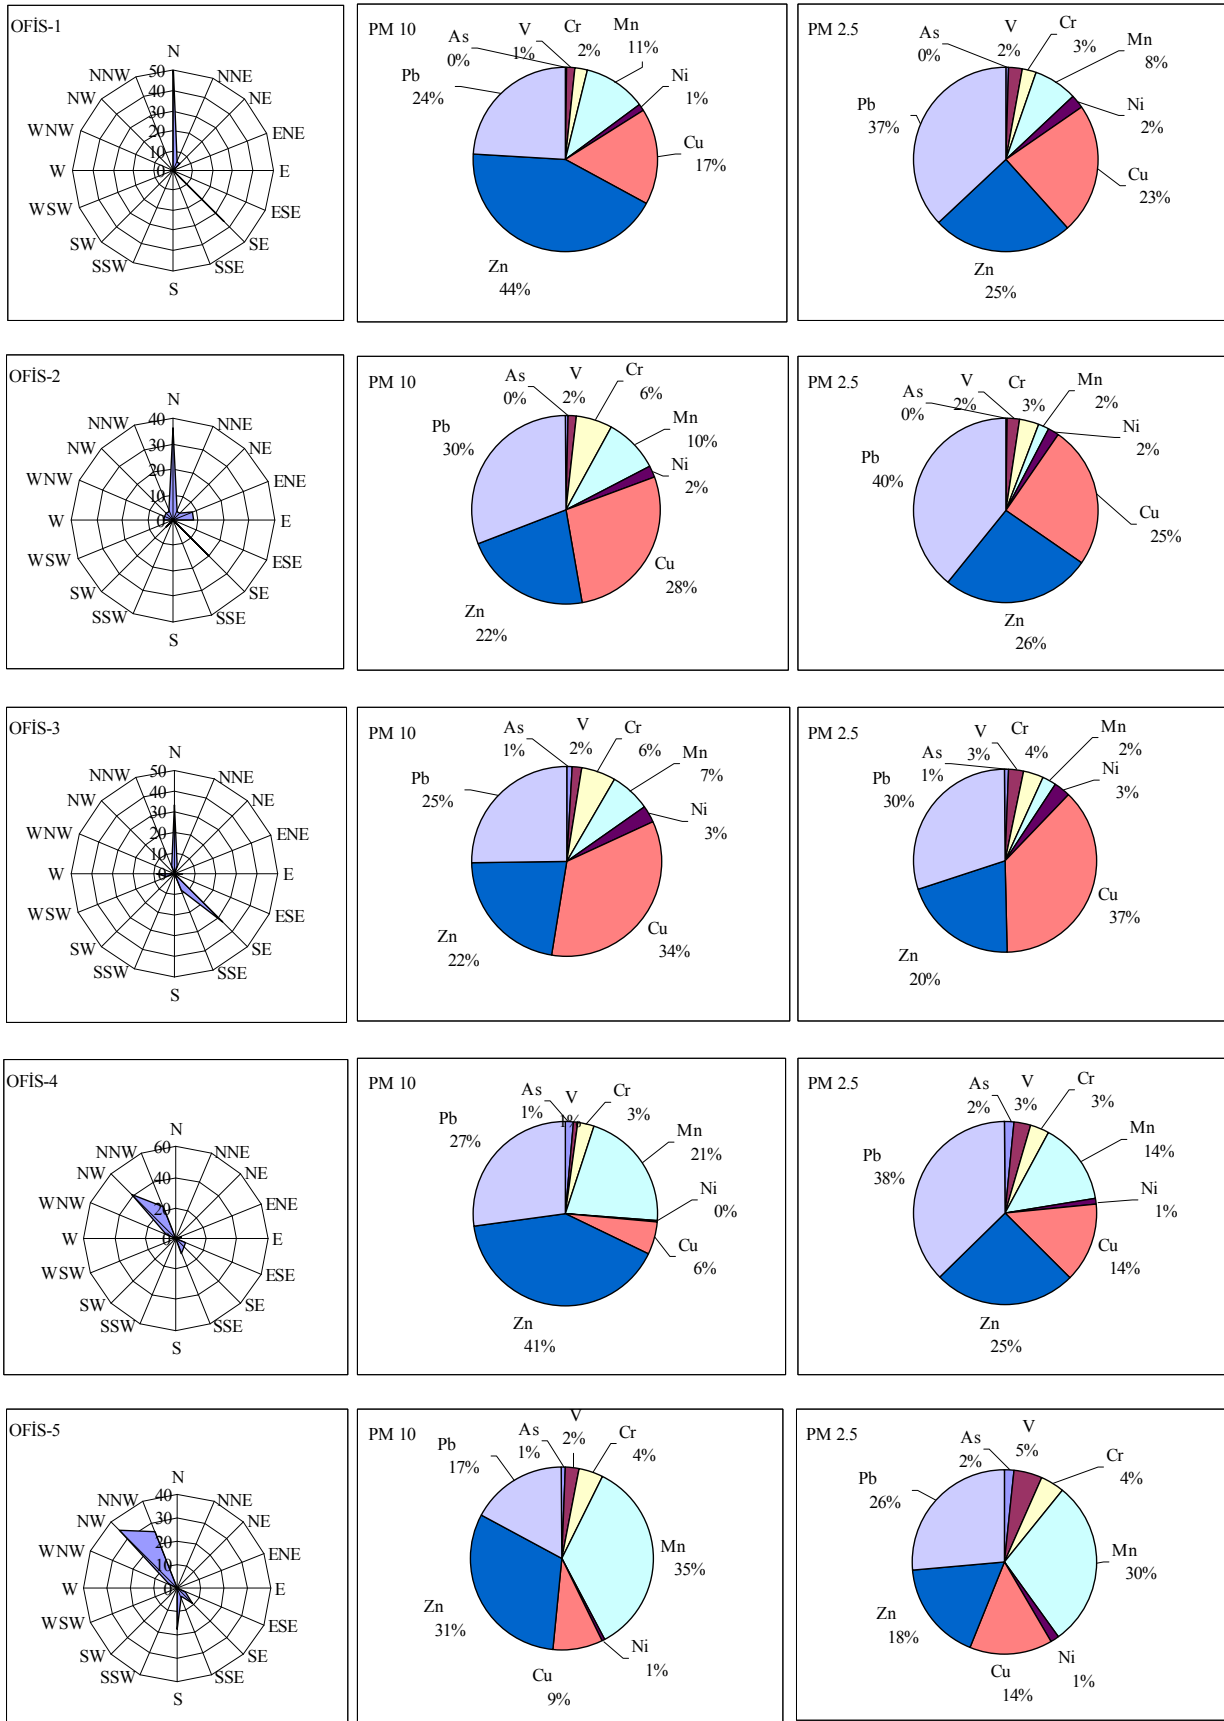 OFİS-1
N
NNW
NNE
NW
NE
WNW
ENE
W
E
WSW
ESE
SW
SE
SSW
SSE
S
50
40
30
20
10
0
PM 10
As
0%
V
1%
Cr
2%
Mn
11%
Ni
1%
Cu
17%
Zn
44%
Pb
24%
PM 2.5
As
0%
V
2%
Cr
3%
Mn
8%
Ni
2%
Cu
23%
Zn
25%
Pb
37%
OFİS-2
N
NNW
NNE
NW
NE
WNW
ENE
W
E
WSW
ESE
SW
SE
SSW
SSE
S
40
30
20
10
0
PM 10
As
0%
V
2%
Cr
6%
Mn
10%
Ni
2%
Cu
28%
Zn
22%
Pb
30%
PM 2.5
As
0%
V
2%
Cr
3%
Mn
2%
Ni
2%
Cu
25%
Zn
26%
Pb
40%
OFİS-3
N
NNW
NNE
NW
NE
WNW
ENE
W
E
WSW
ESE
SW
SE
SSW
SSE
S
50
40
30
20
10
0
PM 10
As
1%
V
2%
Cr
6%
Mn
7%
Ni
3%
Cu
34%
Zn
22%
Pb
25%
PM 2.5
As
1%
V
3%
Cr
4%
Mn
2%
Ni
3%
Cu
37%
Zn
20%
Pb
30%
OFİS-4
N
NNW
NNE
NW
NE
WNW
ENE
W
E
WSW
ESE
SW
SE
SSW
SSE
S
60
40
20
0
PM 10
As
1%
V
1%
Cr
3%
Mn
21%
Ni
0%
Cu
6%
Zn
41%
Pb
27%
PM 2.5
As
2%
V
3%
Cr
3%
Mn
14%
Ni
1%
Cu
14%
Zn
25%
Pb
38%
OFİS-5
N
NNW
NNE
NW
NE
WNW
ENE
W
E
WSW
ESE
SW
SE
SSW
SSE
S
40
30
20
10
0
PM 10
As
1%
V
2%
Cr
4%
Mn
35%
Ni
1%
Cu
9%
Zn
31%
Pb
17%
PM 2.5
As
2%
V
5%
Cr
4%
Mn
30%
Ni
1%
Cu
14%
Zn
18%
Pb
26%